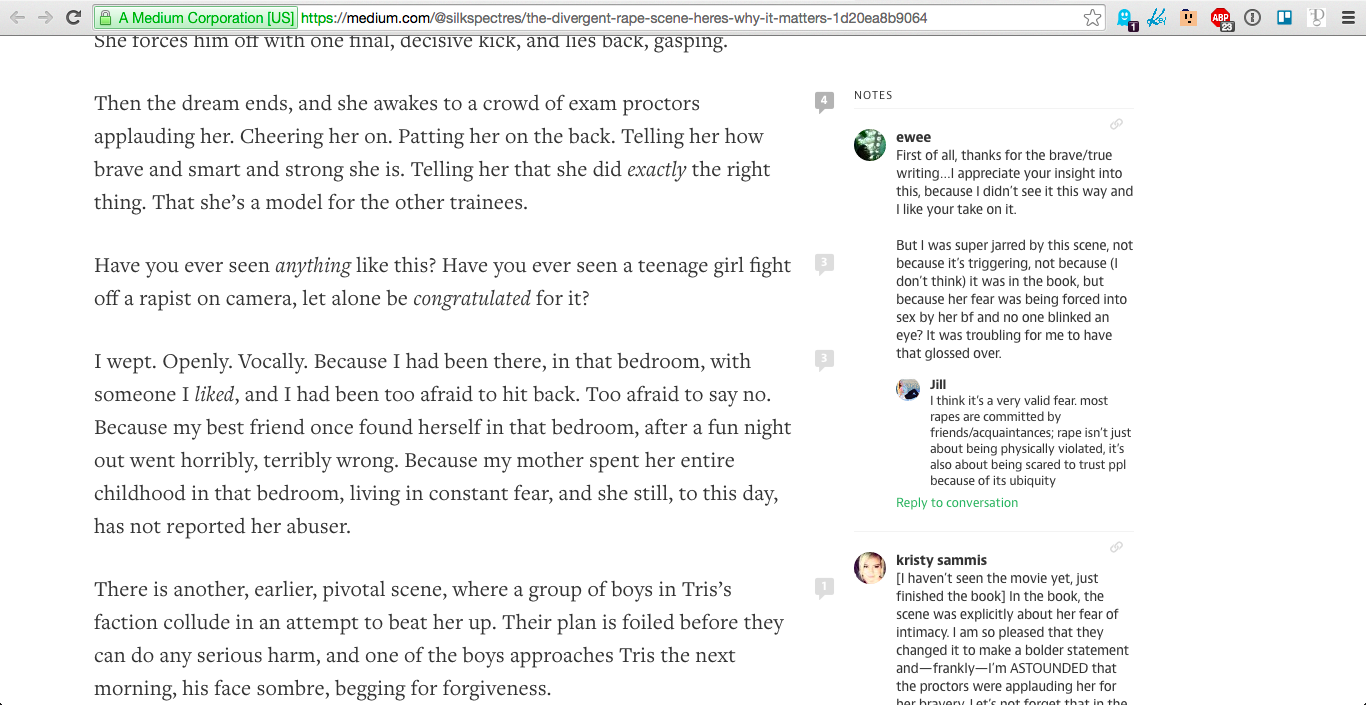 A Medium Corporation [US] https://medium.com/@silkspectres/the-divergent-rape-scene-heres-why-it-matters-1d20ea8b9064
1
ABP
23
She forces him off with one final, decisive kick, and lies back, gasping.
Then the dream ends, and she awakes to a crowd of exam proctors
applauding her. Cheering her on. Patting her on the back. Telling her how
brave and smart and strong she is. Telling her that she did exactly the right
thing. That she’s a model for the other trainees.
4
Have you ever seen anything like this? Have you ever seen a teenage girl fight
off a rapist on camera, let alone be congratulated for it?
3
I wept. Openly. Vocally. Because I had been there, in that bedroom, with
someone I liked, and I had been too afraid to hit back. Too afraid to say no.
Because my best friend once found herself in that bedroom, after a fun night
out went horribly, terribly wrong. Because my mother spent her entire
childhood in that bedroom, living in constant fear, and she still, to this day,
has not reported her abuser.
3
There is another, earlier, pivotal scene, where a group of boys in Tris’s
faction collude in an attempt to beat her up. Their plan is foiled before they
can do any serious harm, and one of the boys approaches Tris the next
morning, his face sombre, begging for forgiveness.
1
NOTES
ewee
First of all, thanks for the brave/true
writing...I appreciate your insight into
this, because I didn’t see it this way and
I like your take on it.
But I was super jarred by this scene, not
because it’s triggering, not because (I
don’t think) it was in the book, but
because her fear was being forced into
sex by her bf and no one blinked an
eye? It was troubling for me to have
that glossed over.
Jill
I think it’s a very valid fear. most
rapes are committed by
friends/acquaintances; rape isn’t just
about being physically violated, it’s
also about being scared to trust ppl
because of its ubiquity
Reply to conversation
kristy sammis
[I haven’t seen the movie yet, just
finished the book] In the book, the
scene was explicitly about her fear of
intimacy. I am so pleased that they
changed it to make a bolder statement
and—frankly—I’m ASTOUNDED that
the proctors were applauding her for
her bravery. Let’s not forget that in the